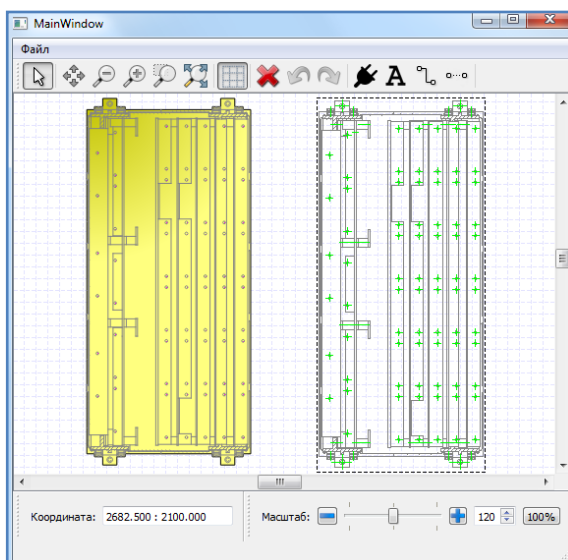 MainWindow
Файл
A
Координата: 2682.500 : 2100.000 Масштаб: 120 100%